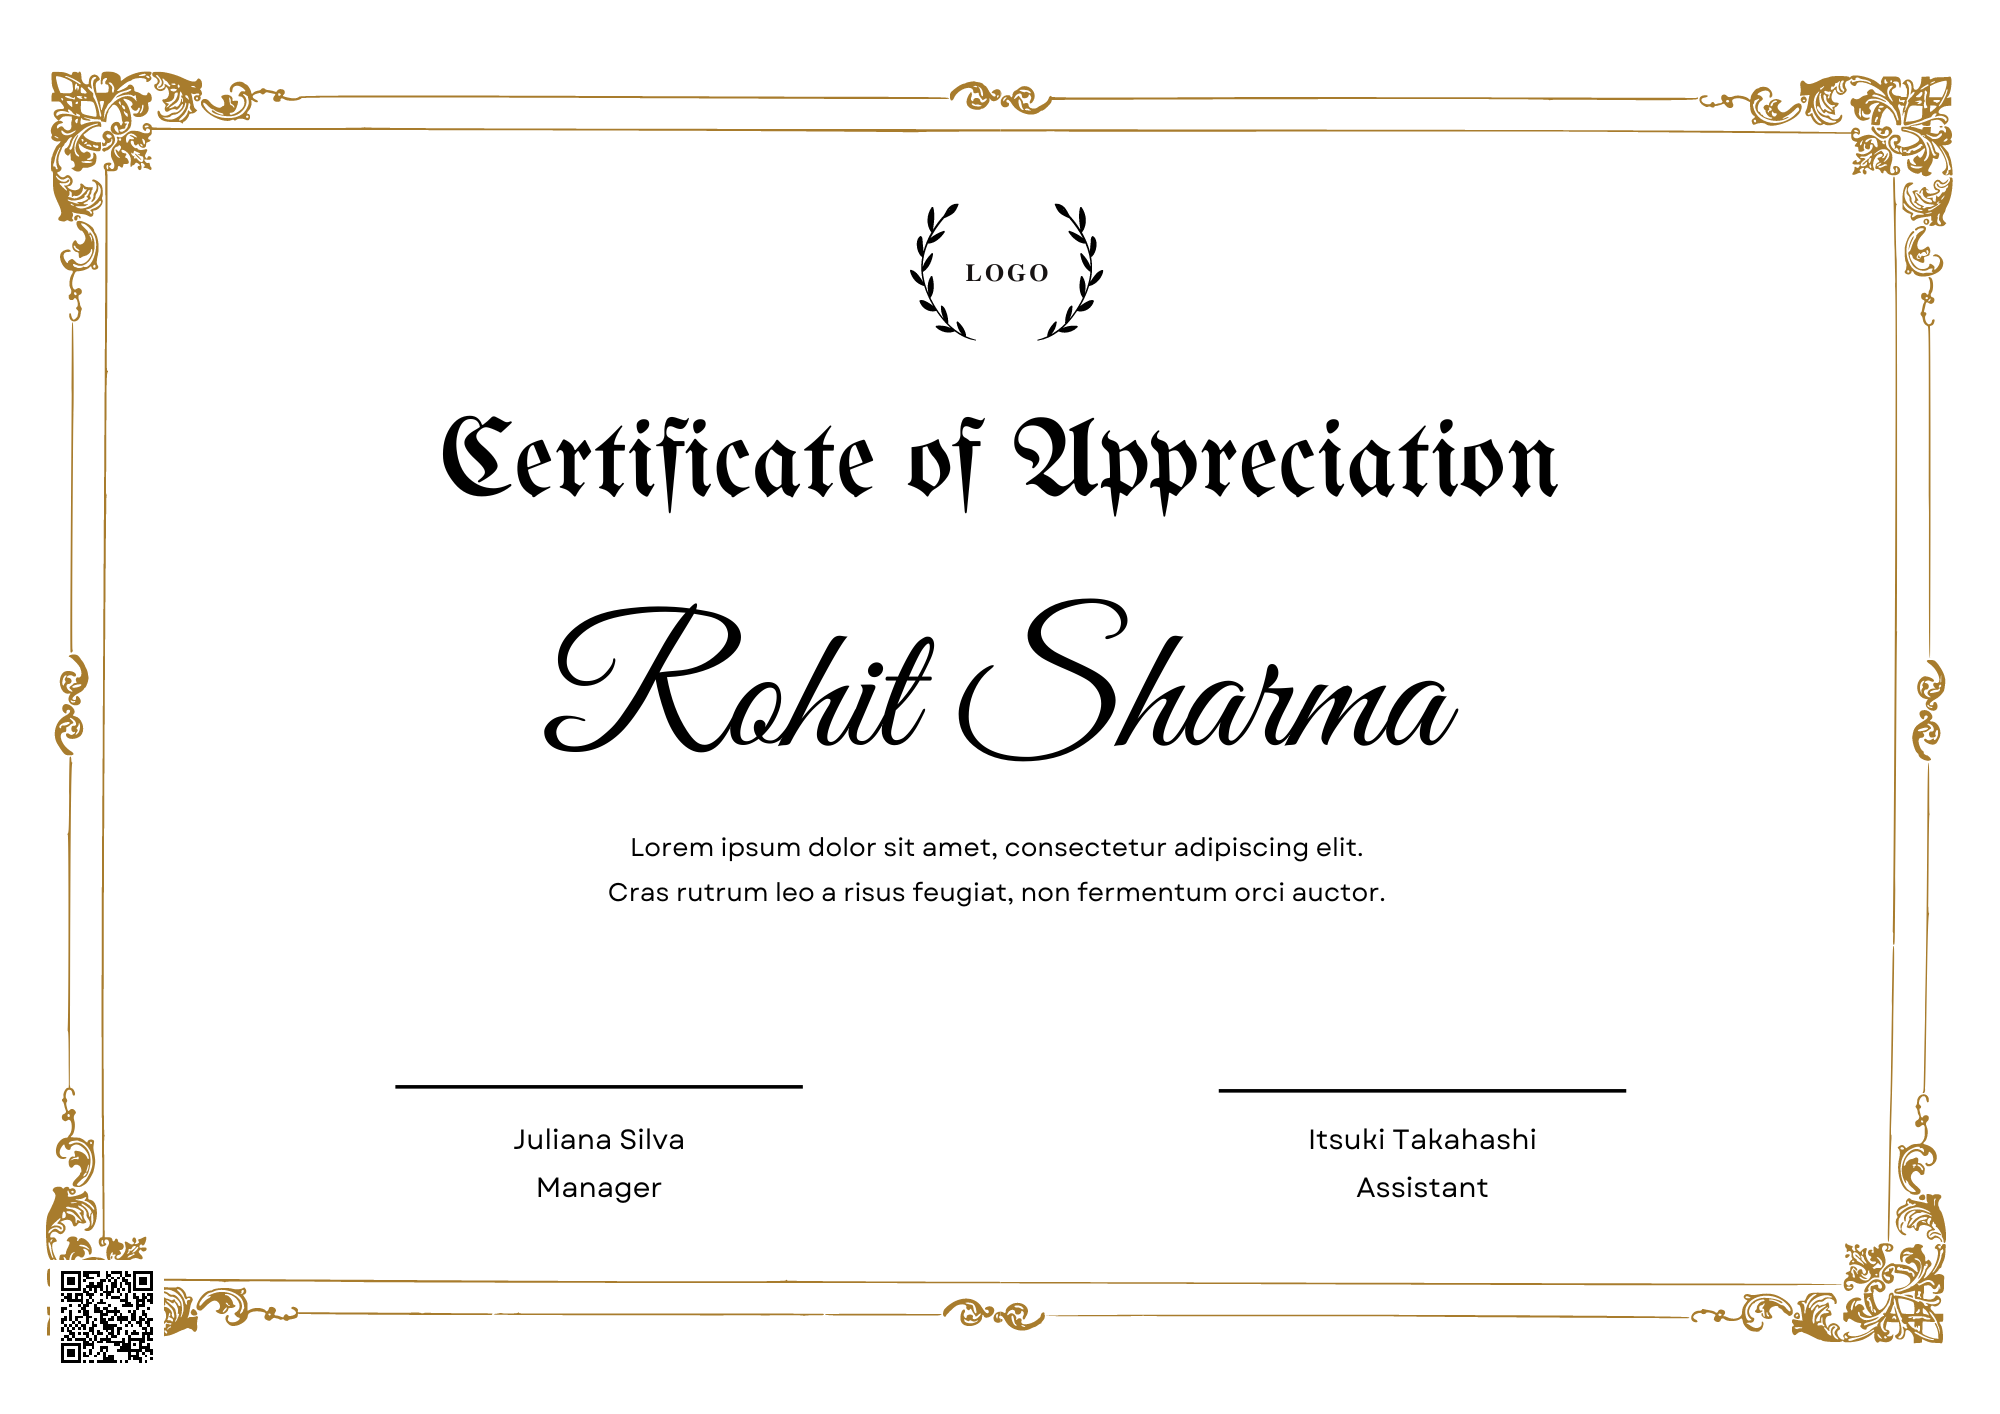 LOGO
Certificate of Appreciation
Rohit Sharma
Lorem ipsum dolor sit amet, consectetur adipiscing elit.
Cras rutrum leo a risus feugiat, non fermentum orci auctor.
Juliana Silva
Manager
Itsuki Takahashi
Assistant